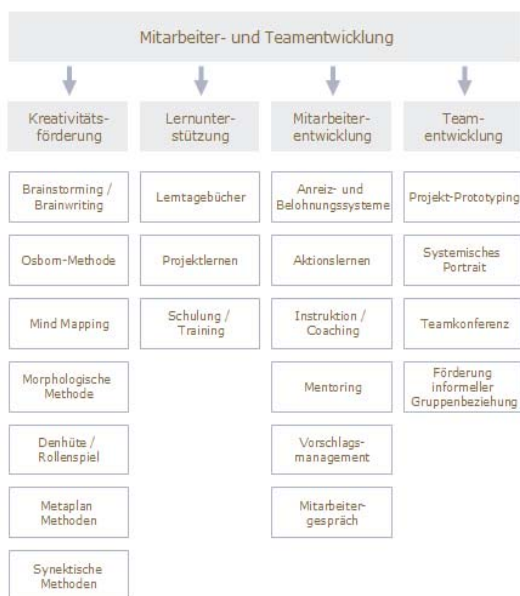 Mitarbeiter- und Teamentwicklung
Kreativitäts-
förderung
Lernunter-
stützung
Mitarbeiter-
entwicklung
Team-
entwicklung
Brainstorming /
Brainwriting
Osborn-Methode
Mind Mapping
Morphologische
Methode
Denhüte /
Rollenspiel
Metaplan
Methoden
Synektische
Methoden
Lerntagebücher
Projektlernen
Schulung /
Training
Anreiz- und
Belohnungssysteme
Aktionslernen
Instruktion /
Coaching
Mentoring
Vorschlags-
management
Mitarbeiter-
gespräch
Projekt-Prototyping
Systemisches
Portrait
Teamkonferenz
Förderung
informeller
Gruppenbeziehung